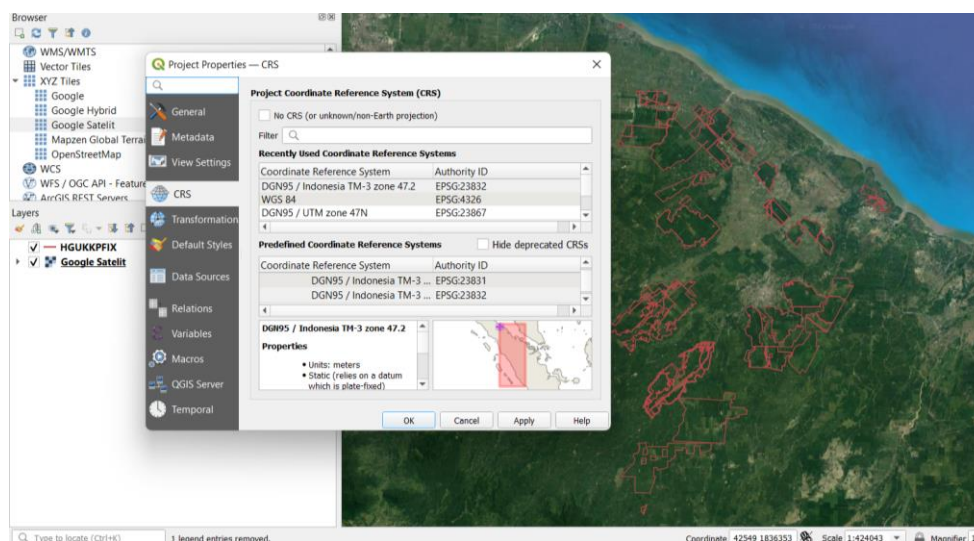 Browser
WMS/WMTS
Vector Tiles
XYZ Tiles
Google
Google Hybrid
Google Satelit
Mapzen Global Terrai
OpenStreetMap
WCS
WFS / OGC API - Feature
ArcGIS REST Servers
Layers
HGUKKPFIX
Google Satelit
Project Properties — CRS
General
Metadata
View Settings
CRS
Transformation
Default Styles
Data Sources
Relations
Variables
Macros
QGIS Server
Temporal
Project Coordinate Reference System (CRS)
No CRS (or unknown/non-Earth projection)
Filter
Recently Used Coordinate Reference Systems
Coordinate Reference System Authority ID
DGN95 / Indonesia TM-3 zone 47.2 EPSG:23832
WGS 84 EPSG:4326
DGN95 / UTM zone 47N EPSG:23867
Predefined Coordinate Reference Systems Hide deprecated CRSs
Coordinate Reference System Authority ID
DGN95 / Indonesia TM-3 ... EPSG:23831
DGN95 / Indonesia TM-3 ... EPSG:23832
DGN95 / Indonesia TM-3 zone 47.2
Properties
• Units: meters
• Static (relies on a datum
which is plate-fixed)
OK Cancel Apply Help
Type to locate (Ctrl+K) 1 legend entries removed. Coordinate 42549 1836353 Scale 1:424043 Magnifier 1